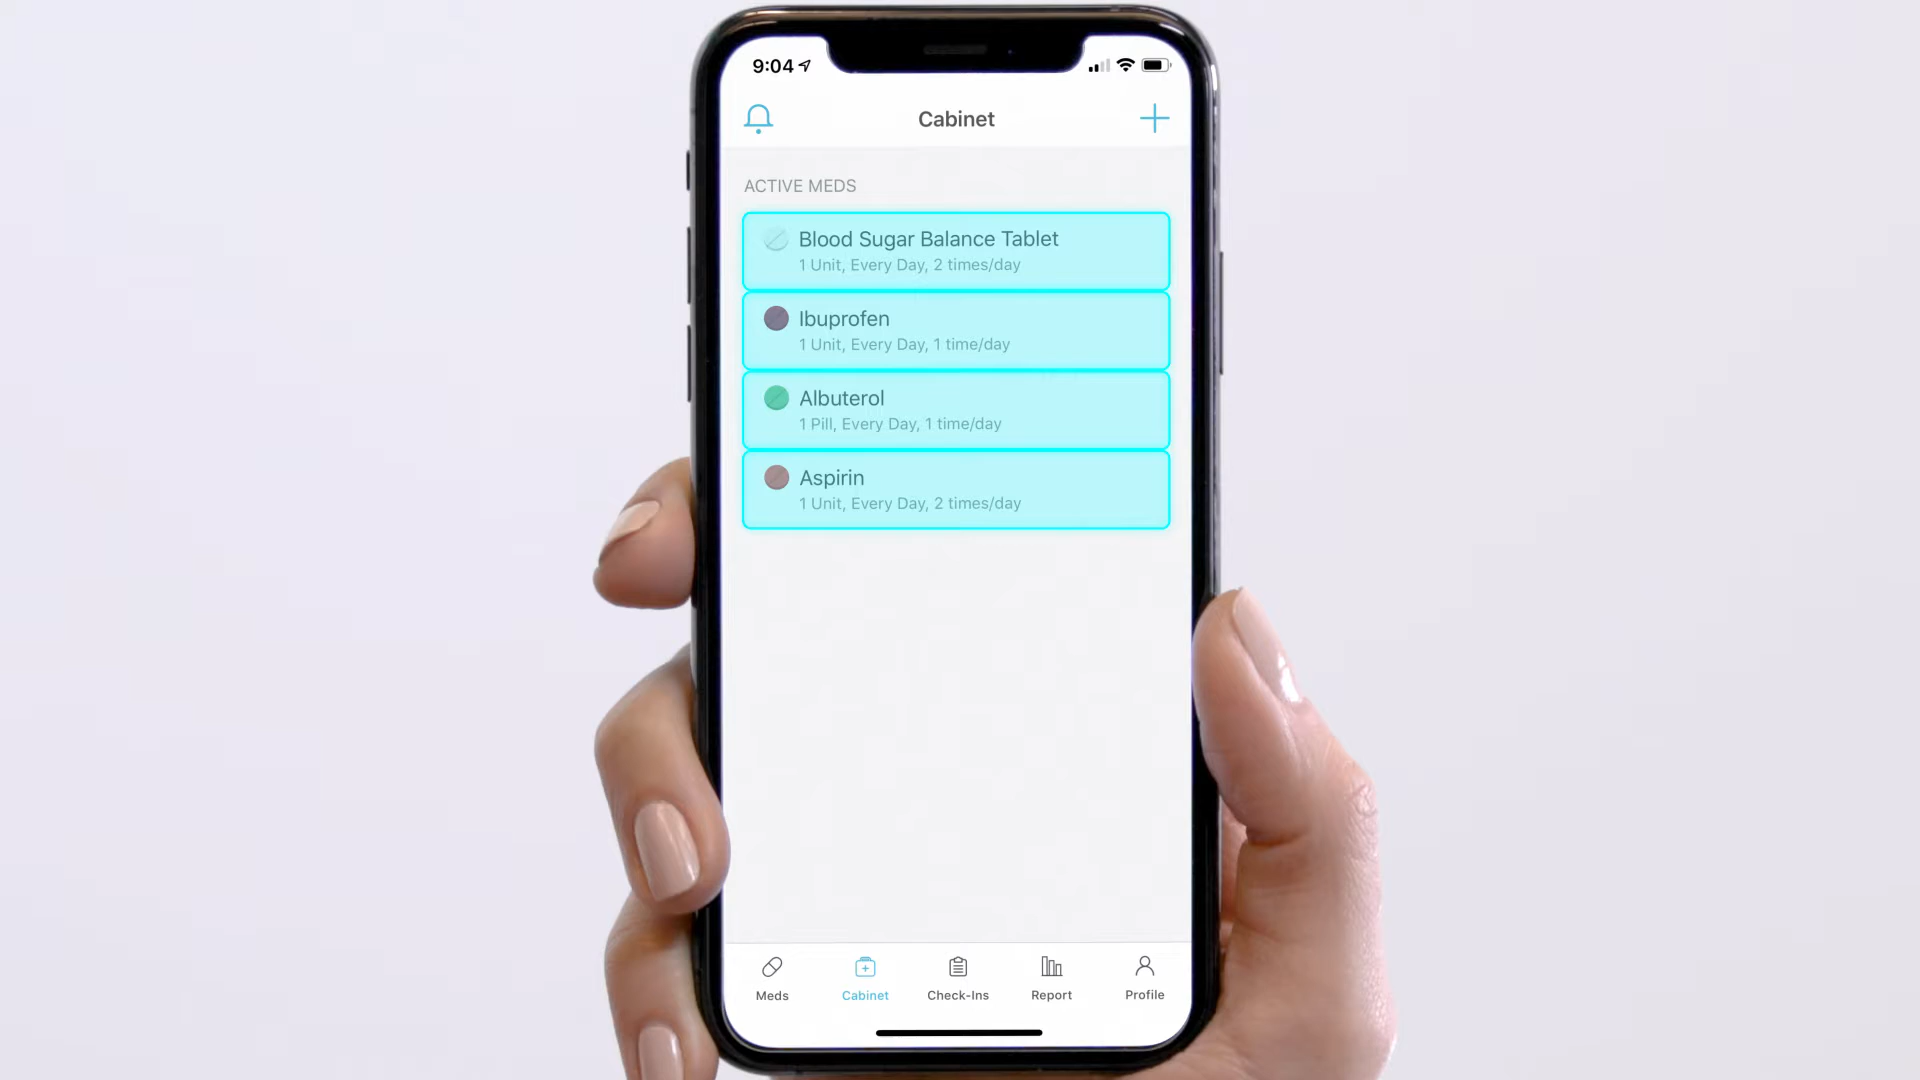 9:04
Cabinet
ACTIVE MEDS
Blood Sugar Balance Tablet
1 Unit, Every Day, 2 times/day
Ibuprofen
1 Unit, Every Day, 1 time/day
Albuterol
1 Pill, Every Day, 1 time/day
Aspirin
1 Unit, Every Day, 2 times/day
Meds Cabinet Check-Ins Report Profile